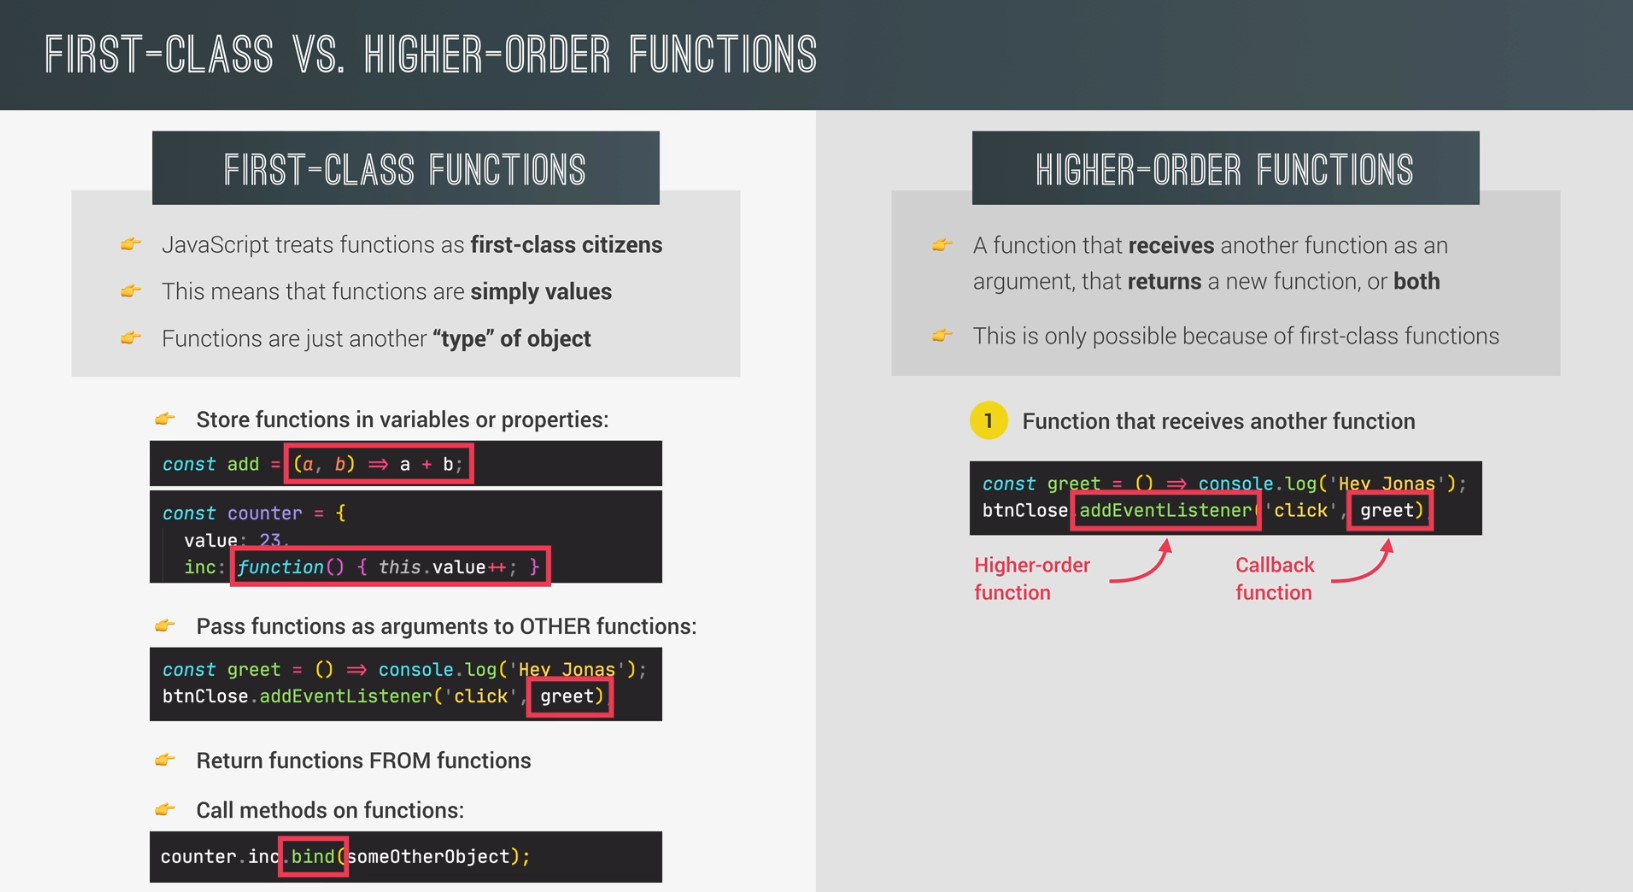 FIRST-CLASS VS. HIGHER-ORDER FUNCTIONS
FIRST-CLASS FUNCTIONS
JavaScript treats functions as first-class citizens
This means that functions are simply values
Functions are just another “type” of object
Store functions in variables or properties:
const add = (a, b) => a + b;
const counter = {
value: 23,
inc: function() { this.value++; }
Pass functions as arguments to OTHER functions:
const greet = () => console.log('Hey Jonas');
btnClose.addEventListener('click', greet)
Return functions FROM functions
Call methods on functions:
counter.inc.bind(someOtherObject);
HIGHER-ORDER FUNCTIONS
A function that receives another function as an
argument, that returns a new function, or both
This is only possible because of first-class functions
1 Function that receives another function
const greet = () => console.log('Hey Jonas');
btnClose.addEventListener('click', greet)
Higher-order
function
Callback
function